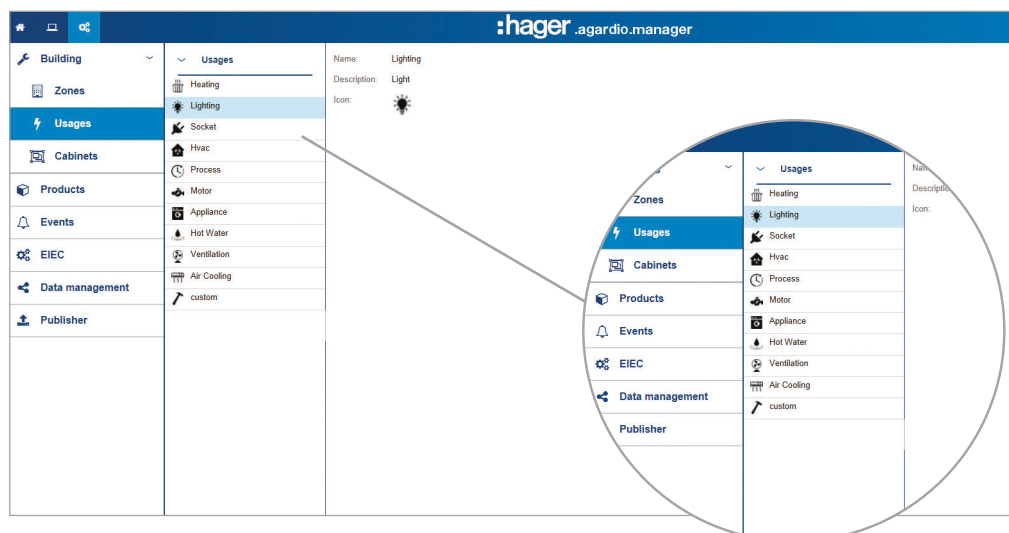 :hager .agardio.manager
Building
Zones
Usages
Cabinets
Products
Events
EIEC
Data management
Publisher
Usages
Heating
Lighting
Socket
Hvac
Process
Motor
Appliance
Hot Water
Ventilation
Air Cooling
custom
Name: Lighting
Description: Light
Icon:
Zones
Usages
Cabinets
Products
Events
EIEC
Data management
Publisher
Usages
Heating
Lighting
Socket
Hvac
Process
Motor
Appliance
Hot Water
Ventilation
Air Cooling
custom
Icon: